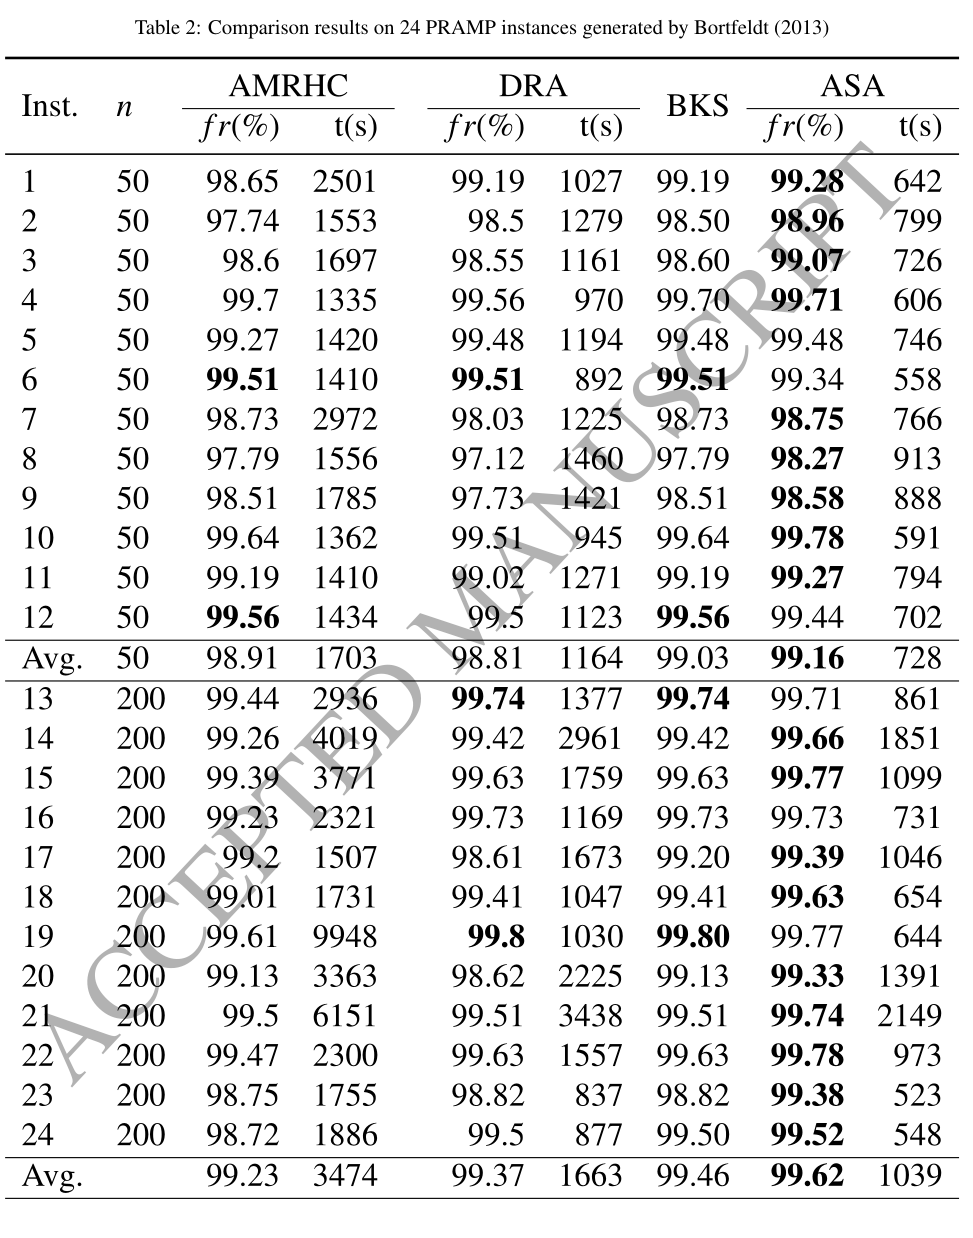 Table 2: Comparison results on 24 PRAMP instances generated by Bortfeldt (2013)
Inst. n AMRHC DRA BKS ASA
fr(%) t(s) fr(%) t(s) fr(%) t(s)
1 50 98.65 2501 99.19 1027 99.19 99.28 642
2 50 97.74 1553 98.5 1279 98.50 98.96 799
3 50 98.6 1697 98.55 1161 98.60 99.07 726
4 50 99.7 1335 99.56 970 99.70 99.71 606
5 50 99.27 1420 99.48 1194 99.48 99.48 746
6 50 99.51 1410 99.51 892 99.51 99.34 558
7 50 98.73 2972 98.03 1225 98.73 98.75 766
8 50 97.79 1556 97.12 1460 97.79 98.27 913
9 50 98.51 1785 97.73 1421 98.51 98.58 888
10 50 99.64 1362 99.51 945 99.64 99.78 591
11 50 99.19 1410 99.02 1271 99.19 99.27 794
12 50 99.56 1434 99.5 1123 99.56 99.44 702
Avg. 50 98.91 1703 98.81 1164 99.03 99.16 728
13 200 99.44 2936 99.74 1377 99.74 99.71 861
14 200 99.26 4019 99.42 2961 99.42 99.66 1851
15 200 99.39 3771 99.63 1759 99.63 99.77 1099
16 200 99.23 2321 99.73 1169 99.73 99.73 731
17 200 99.2 1507 98.61 1673 99.20 99.39 1046
18 200 99.01 1731 99.41 1047 99.41 99.63 654
19 200 99.61 9948 99.8 1030 99.80 99.77 644
20 200 99.13 3363 98.62 2225 99.13 99.33 1391
21 200 99.5 6151 99.51 3438 99.51 99.74 2149
22 200 99.47 2300 99.63 1557 99.63 99.78 973
23 200 98.75 1755 98.82 837 98.82 99.38 523
24 200 98.72 1886 99.5 877 99.50 99.52 548
Avg. 99.23 3474 99.37 1663 99.46 99.62 1039
ACCEPTED MANUSCRIPT